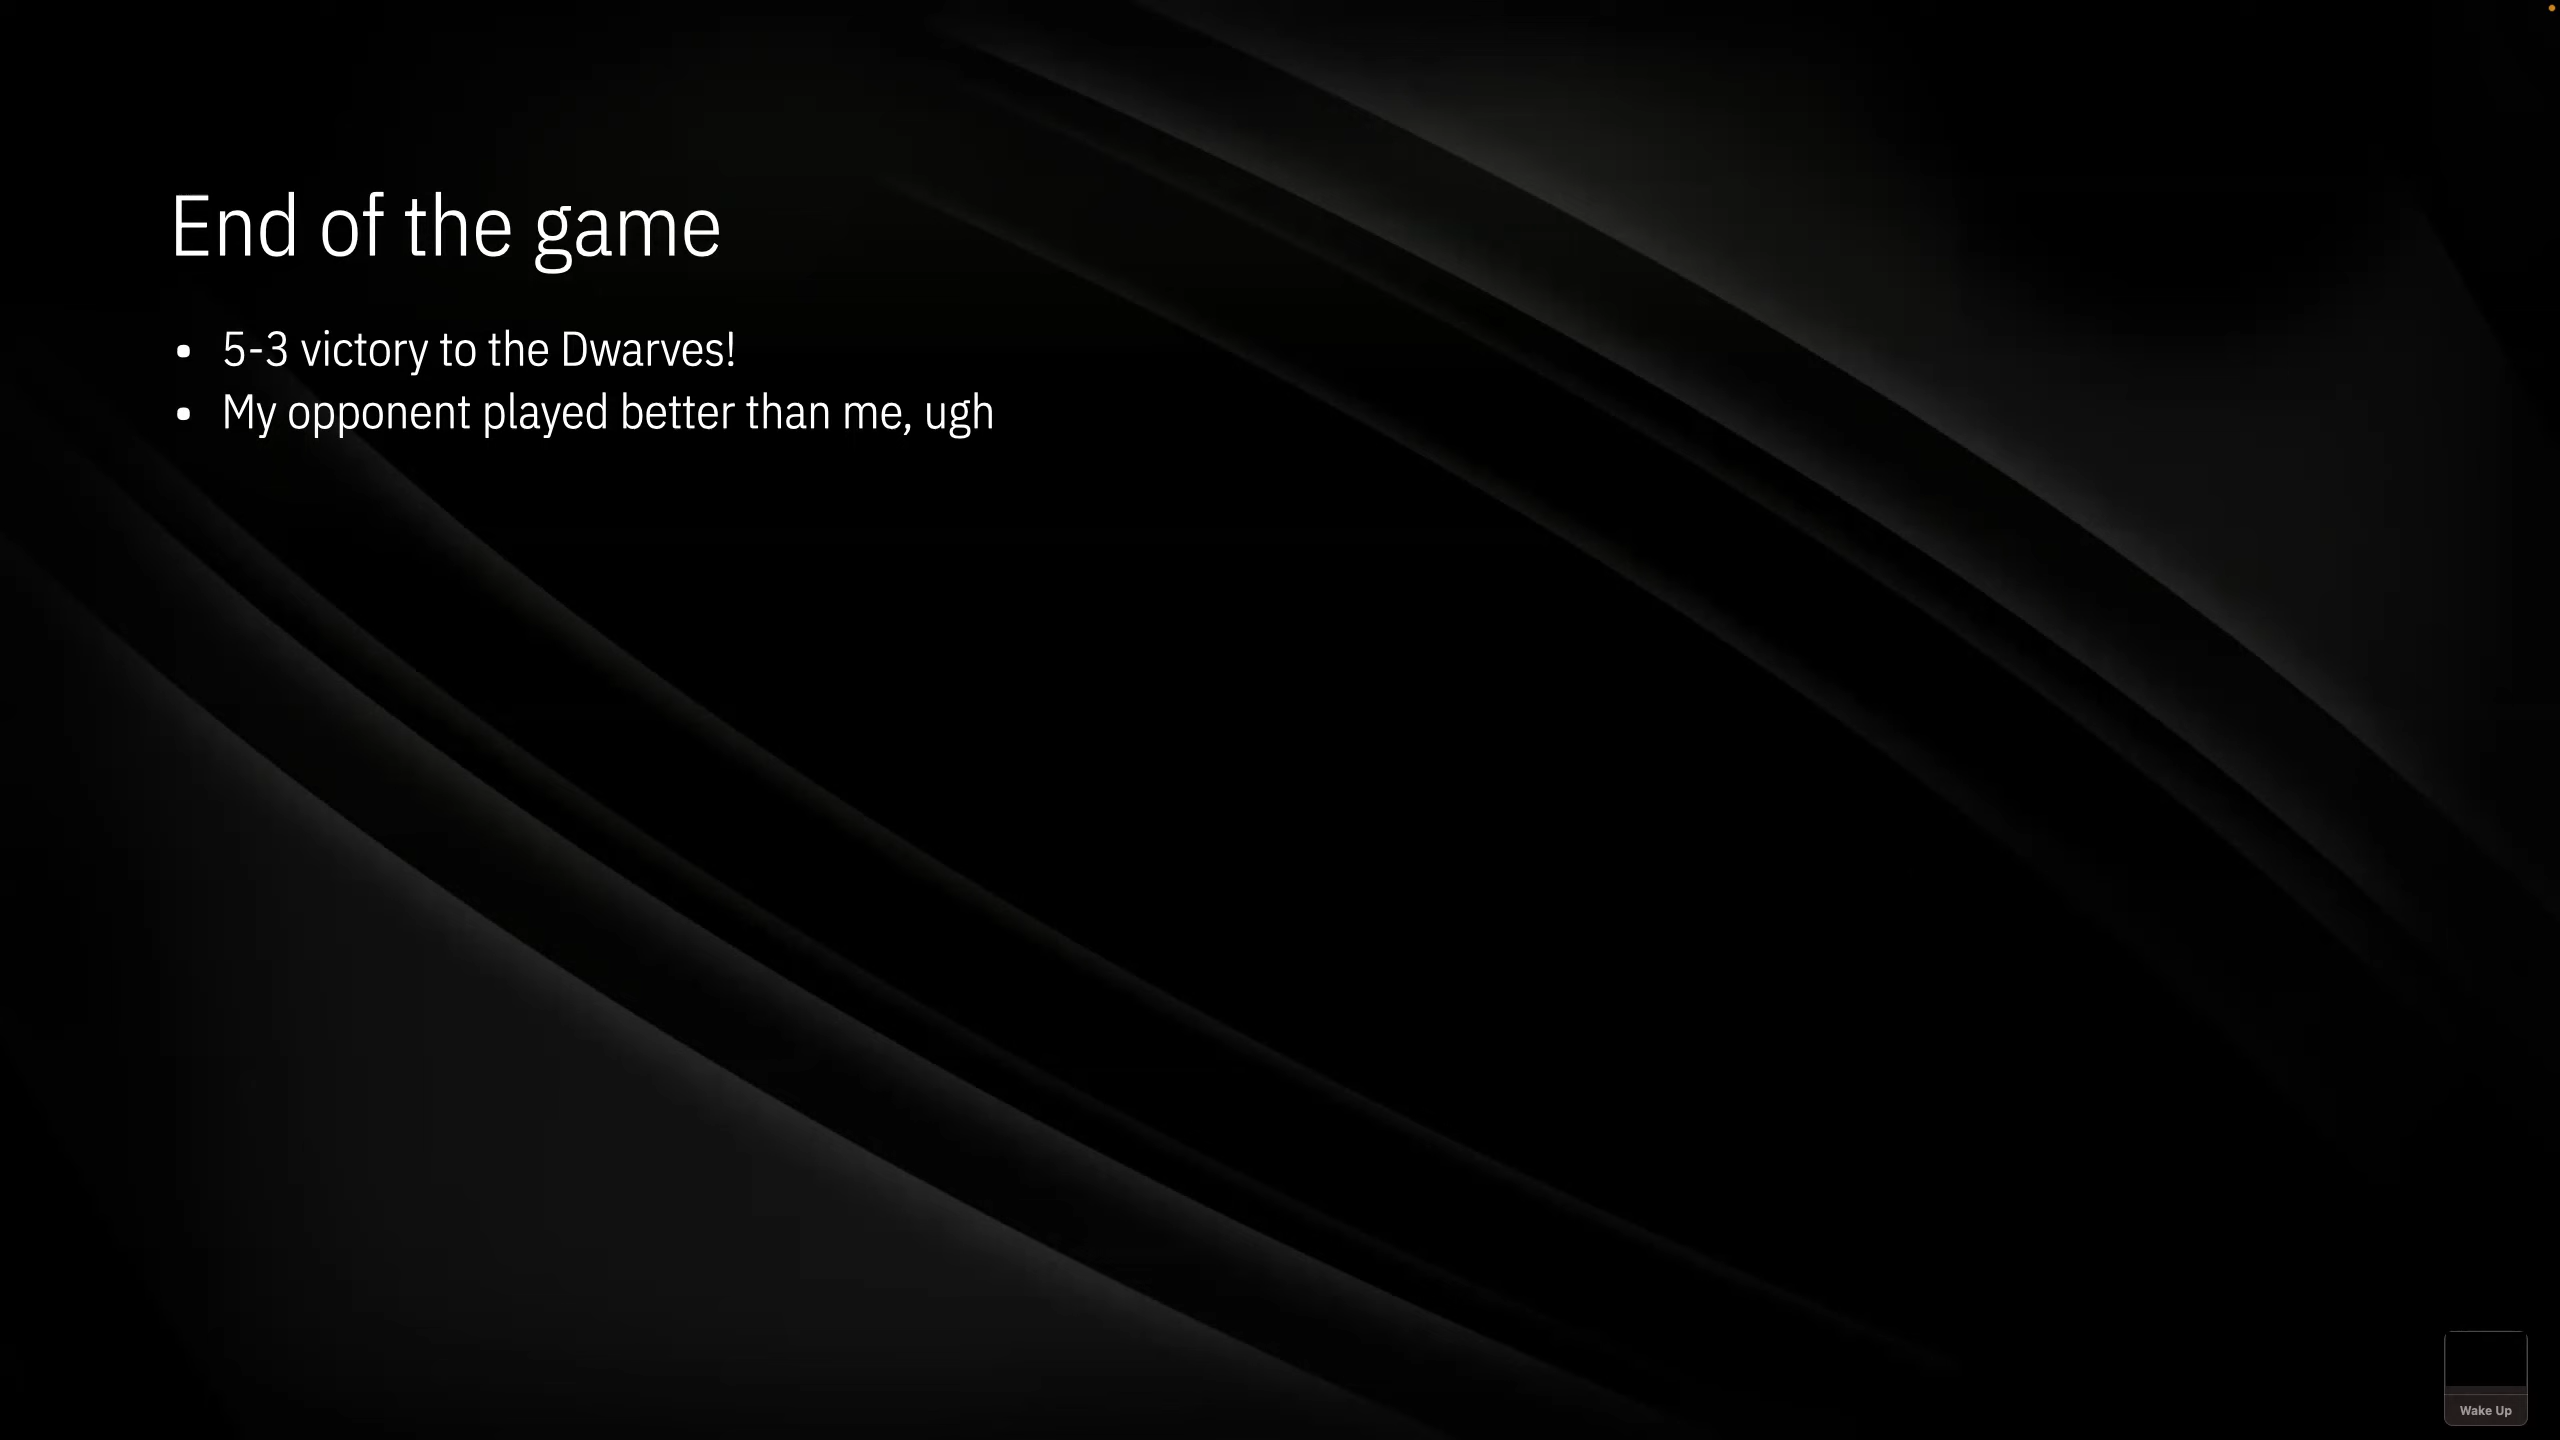 End of the game
• 5-3 victory to the Dwarves!
• My opponent played better than me, ugh
Wake Up